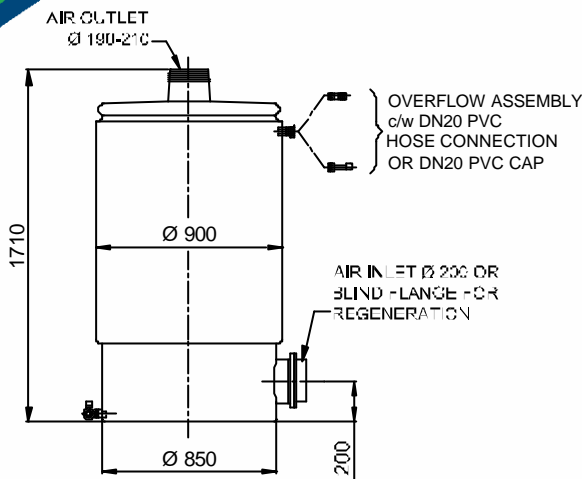 AIR OUTLET
Ø 190-210
OVERFLOW ASSEMBLY
c/w DN20 PVC
HOSE CONNECTION
OR DN20 PVC CAP
1710
Ø 900
AIR INLET Ø 200 OR
BLIND FLANGE FOR
REGENERATION
Ø 850
200